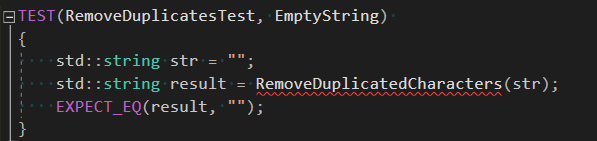 TEST(RemoveDuplicatesTest, EmptyString)
{
    std::string str = "";
    std::string result = RemoveDuplicatedCharacters(str);
    EXPECT_EQ(result, "");
}